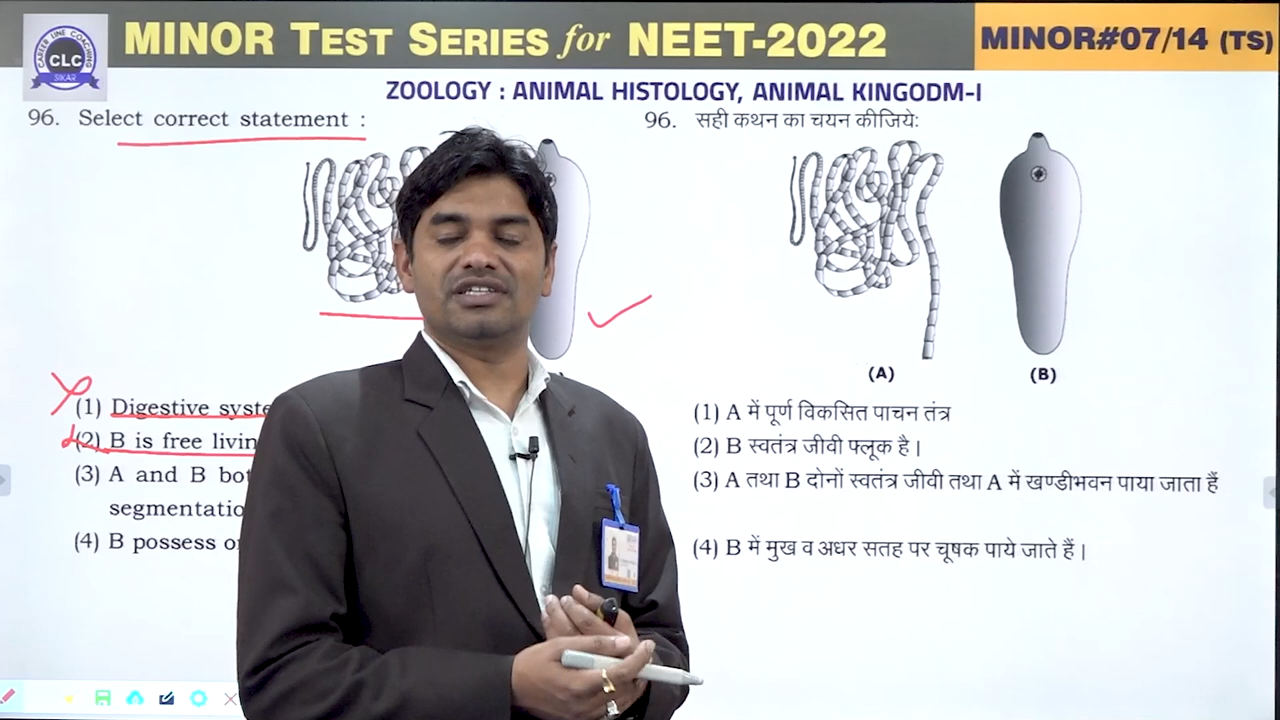 CAREER LINE COACHING
CLC
SIKAR
MINOR TEST SERIES for NEET-2022
MINOR#07/14 (TS)
ZOOLOGY : ANIMAL HISTOLOGY, ANIMAL KINGODM-I
96. Select correct statement :
(1) Digestive syste
(2) B is free livin
(3) A and B bot
segmentatio
(4) B possess
96. सही कथन का चयन कीजिये:
(A) (B)
(1) A में पूर्ण विकसित पाचन तंत्र
(2) B स्वतंत्र जीवी फ्लूक है।
(3) A तथा B दोनों स्वतंत्र जीवी तथा A में खण्डीभवन पाया जाता हैं
(4) B में मुख व अधर सतह पर चूषक पाये जाते हैं।